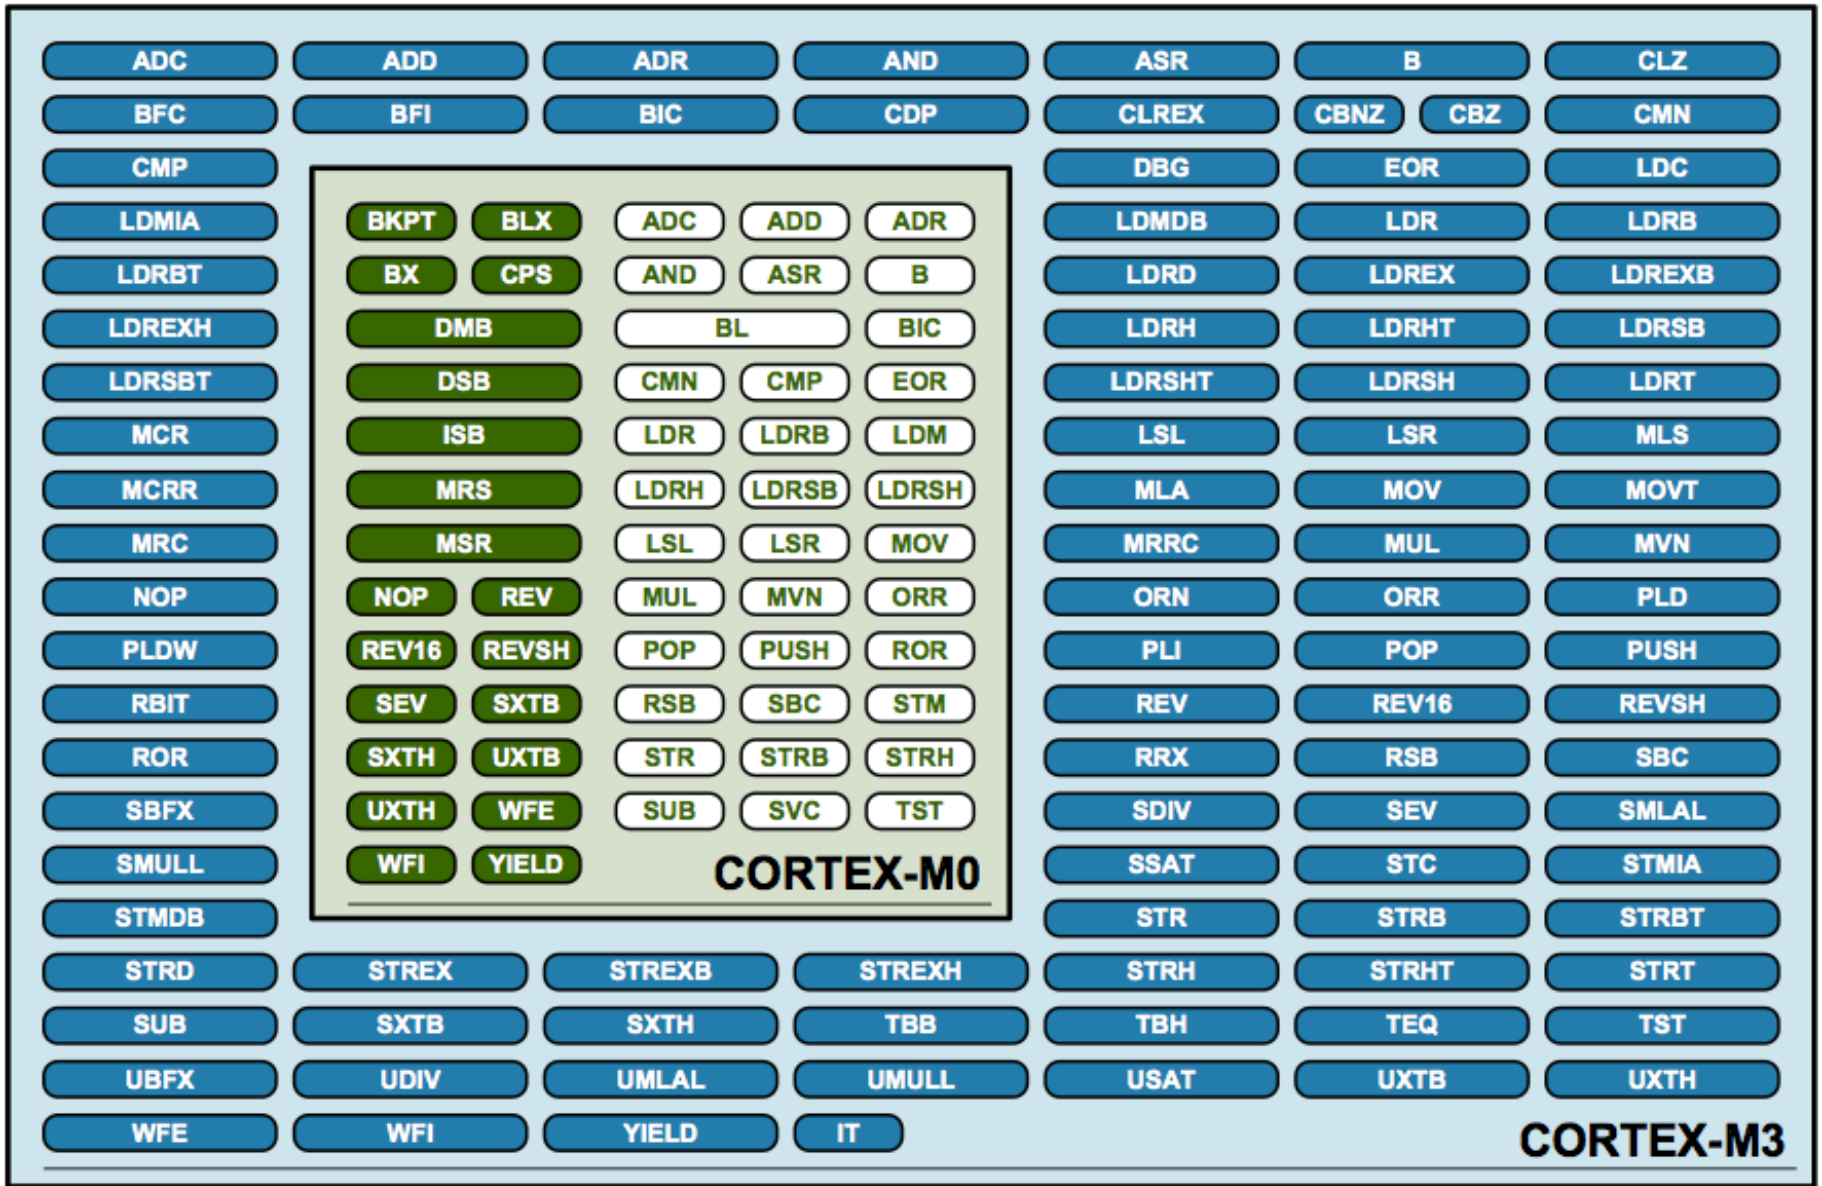 ADC ADD ADR AND ASR B CLZ
BFC BFI BIC CDP CLREX CBNZ CBZ CMN
CMP DBG EOR LDC
LDMIA BKPT BLX ADC ADD ADR LDMDB LDR LDRB
LDRBT BX CPS AND ASR B LDRD LDREX LDREXB
LDREXH DMB BL BIC LDRH LDRHT LDRSB
LDRSBT DSB CMN CMP EOR LDRSHT LDRSH LDRT
MCR ISB LDR LDRB LDM LSL LSR MLS
MCRR MRS LDRH LDRSB LDRSH MLA MOV MOVT
MRC MSR LSL LSR MOV MRRC MUL MVN
NOP NOP REV MUL MVN ORR ORN ORR PLD
PLDW REV16 REVSH POP PUSH ROR PLI POP PUSH
RBIT SEV SXTB RSB SBC STM REV REV16 REVSH
ROR SXTH UXTB STR STRB STRH RRX RSB SBC
SBFX UXTH WFE SUB SVC TST SDIV SEV SMLAL
SMULL WFI YIELD CORTEX-M0 SSAT STC STMIA
STMDB STR STRB STRBT
STRD STREX STREXB STREXH STRH STRHT STRT
SUB SXTB SXTH TBB TBH TEQ TST
UBFX UDIV UMLAL UMULL USAT UXTB UXTH
WFE WFI YIELD IT CORTEX-M3